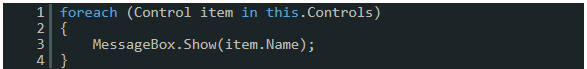 1 foreach (Control item in this.Controls)
2 {
3     MessageBox.Show(item.Name);
4 }